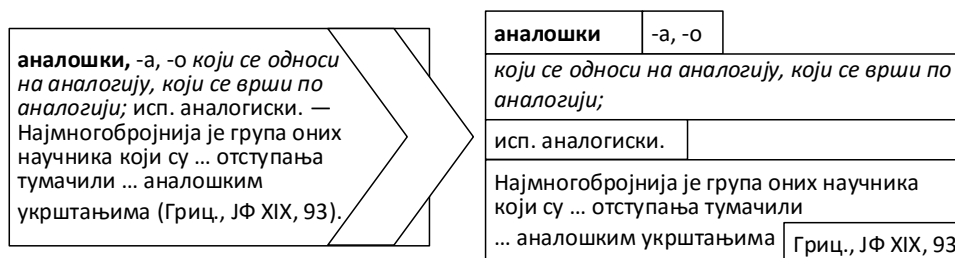 аналошки, -а, -о који се односи
на аналогију, који се врши по
аналогији; исп. аналогиски. —
Најмногобројнија је група оних
научника који су ... отступања
тумачили ... аналошким
укрштањима (Гриц., ЈФ XIX, 93).
аналошки -а, -о
који се односи на аналогију, који се врши по
аналогији;
исп. аналогиски.
Најмногобројнија је група оних научника
који су ... отступања тумачили
... аналошким укрштањима Гриц., ЈФ XIX, 93